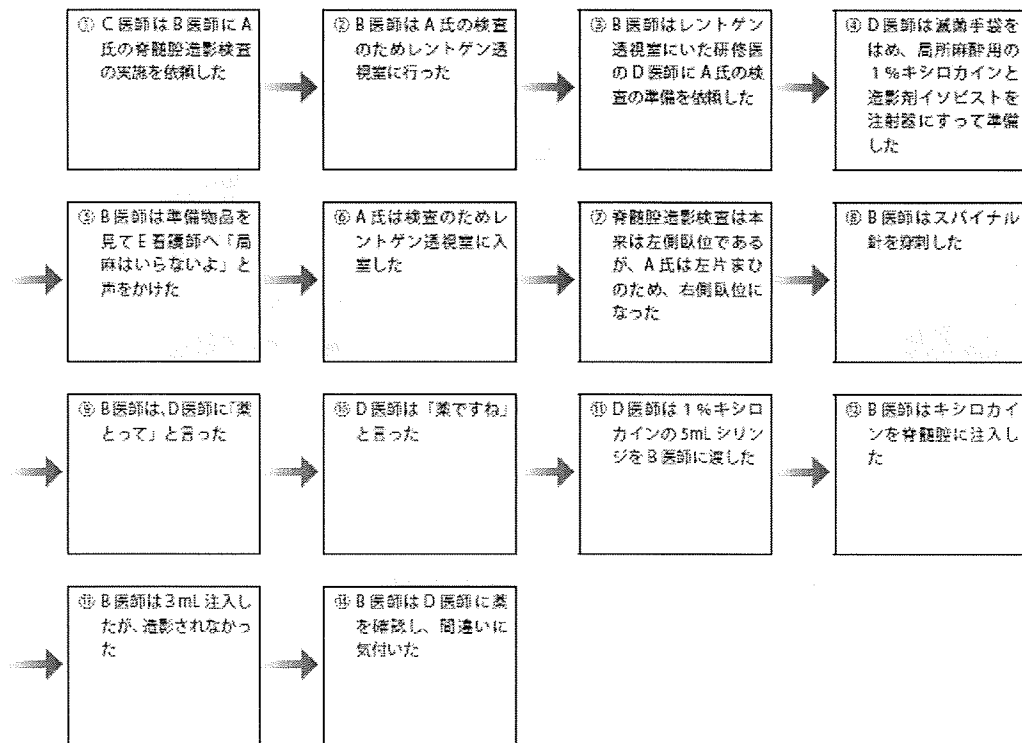 ① C医師はB医師にA
氏の脊髄腔造影検査
の実施を依頼した
② B医師はA氏の検査
のためレントゲン透
視室に行った
③ B医師はレントゲン
透視室にいた研修医
のD医師にA氏の検
査の準備を依頼した
④ D医師は滅菌手袋を
はめ、局所麻酔用の
1%キシロカインと
造影剤イソビストを
注射器にすって準備
した
⑤ B医師は準備物品を
見てE看護師へ「局
麻はいらないよ」と
声をかけた
⑥ A氏は検査のためレ
ントゲン透視室に入
室した
⑦ 脊髄腔造影検査は本
来は左側臥位である
が、A氏は左片まひ
のため、右側臥位に
なった
⑧ B医師はスパイナル
針を穿刺した
⑨ B医師は、D医師に「薬
とって」と言った
⑩ D医師は「薬ですね」
と言った
⑪ D医師は1%キシロ
カインの5mLシリン
ジをB医師に渡した
⑫ B医師はキシロカイ
ンを脊髄腔に注入し
た
⑬ B医師は3mL注入し
たが、造影されなかっ
た
⑭ B医師はD医師に薬
を確認し、間違いに
気付いた